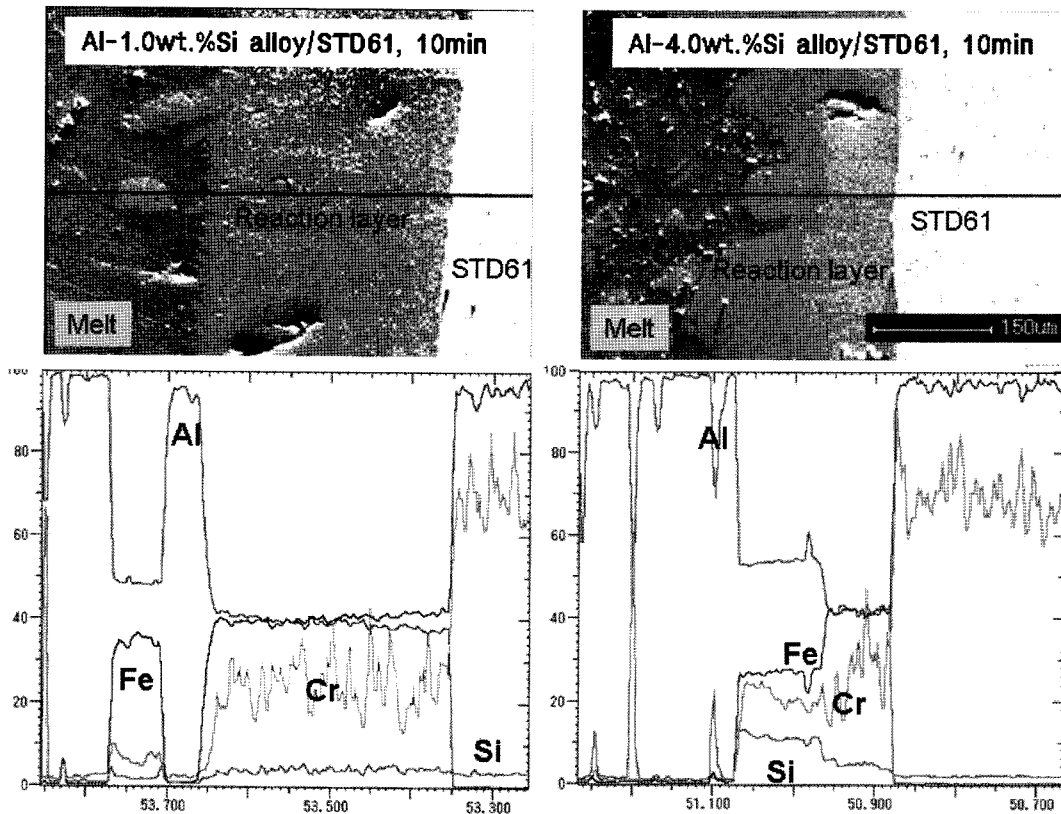 Al-1.0wt.%Si alloy/STD61, 10min
Reaction layer
STD61
Melt
Al-4.0wt.%Si alloy/STD61, 10min
STD61
Reaction layer
Melt
150um
100
80
60
40
20
0
Al
Fe
Cr
Si
53.700
53.500
53.300
100
80
60
40
20
0
Al
Fe
Cr
Si
51.100
50.900
50.700